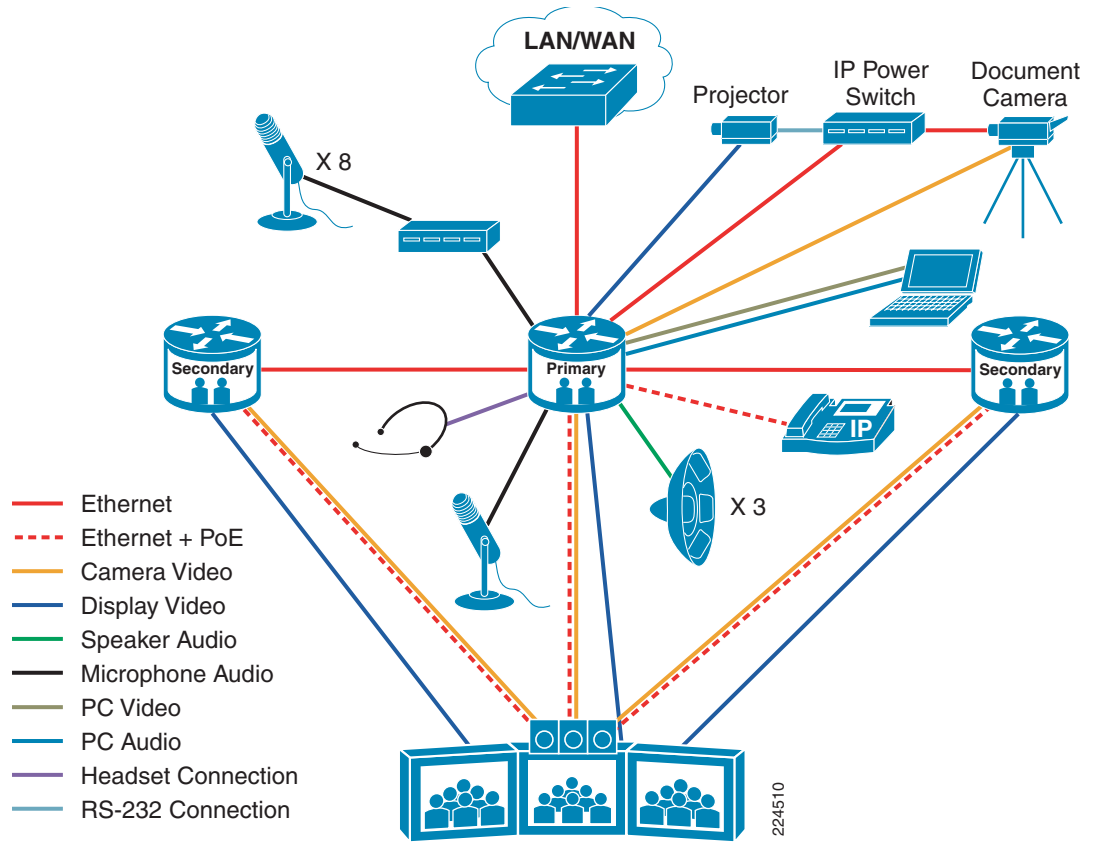 LAN/WAN
Projector
IP Power
Switch
Document
Camera
X 8
Secondary
Primary
Secondary
IP
X 3
Ethernet
Ethernet + PoE
Camera Video
Display Video
Speaker Audio
Microphone Audio
PC Video
PC Audio
Headset Connection
RS-232 Connection
224510